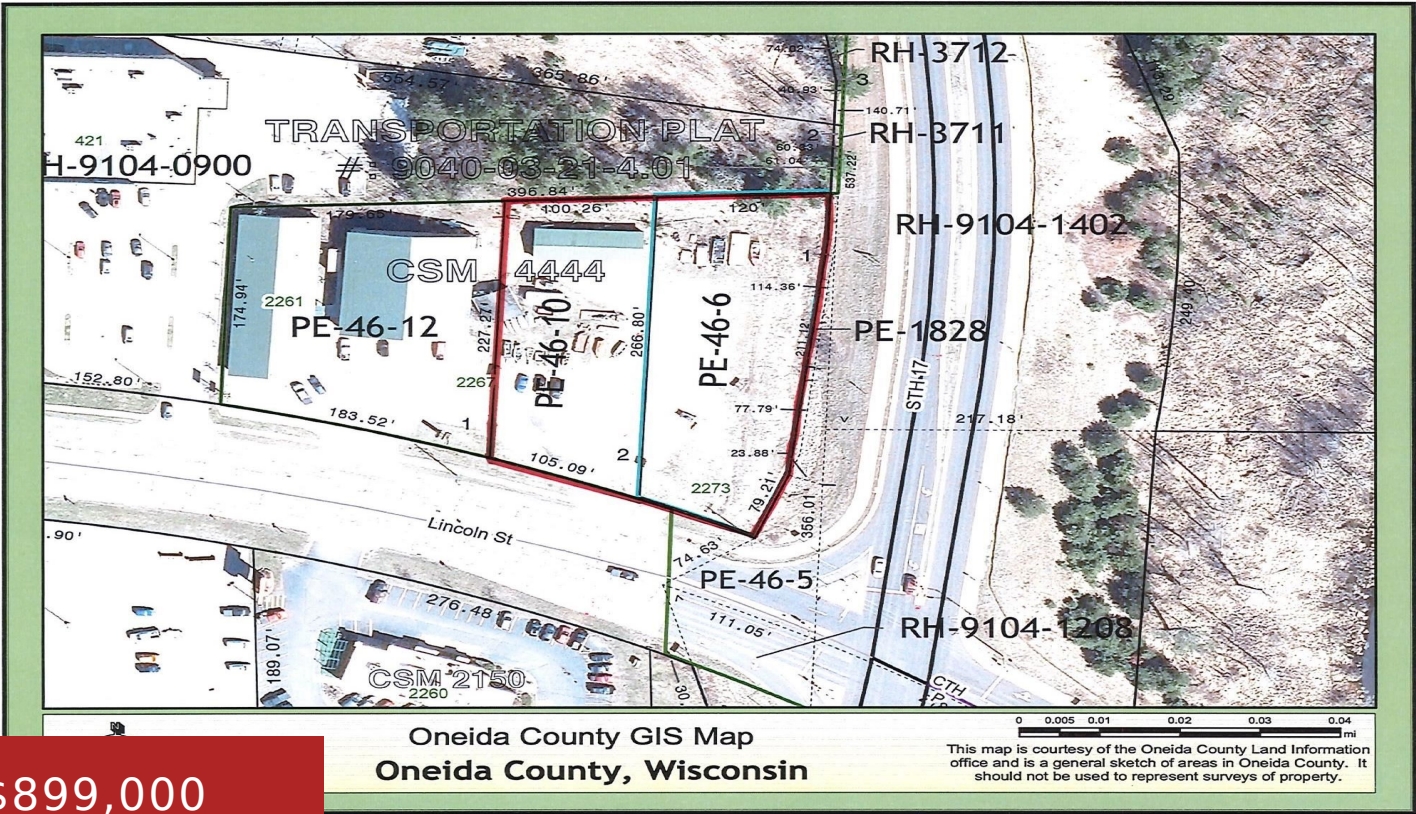 74.02'
RH-3712
3
365.86'
554.57'
40.93'
140.71'
TRANSPORTATION PLAT
2
RH-3711
421
60.33'
61.04'
H-9104-0900
# : 9040-03-21-4.01
537.22'
396.84'
179.65'
100.26'
120'
RH-9104-1402
1
CSM 4444
114.36'
174.94'
2261
PE-46-12
227.27'
PE-46-10
266.80'
PE-46-6
211.12'
PE-1828
249.40'
STH 17
152.80'
2267
183.52'
1
77.79'
217.18'
105.09'
2
23.88'
2273
79.21'
356.01'
Lincoln St
.90'
74.63'
PE-46-5
276.48'
111.05'
RH-9104-1208
189.07'
CSM 2150
2260
30'
CTH
P
N
Oneida County GIS Map
Oneida County, Wisconsin
0 0.005 0.01 0.02 0.03 0.04
mi
This map is courtesy of the Oneida County Land Information
office and is a general sketch of areas in Oneida County. It
should not be used to represent surveys of property.
$899,000